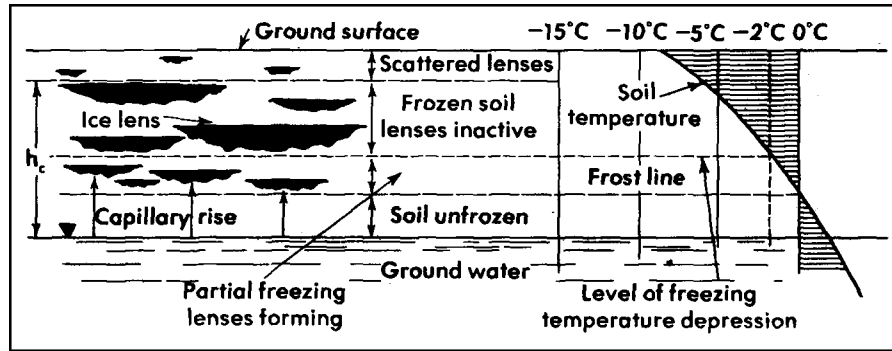 Ground surface
−15°C −10°C −5°C −2°C 0°C
Scattered lenses
Ice lens
Frozen soil
lenses inactive
Soil
temperature
hc
Frost line
Capillary rise
Soil unfrozen
Ground water
Partial freezing
lenses forming
Level of freezing
temperature depression